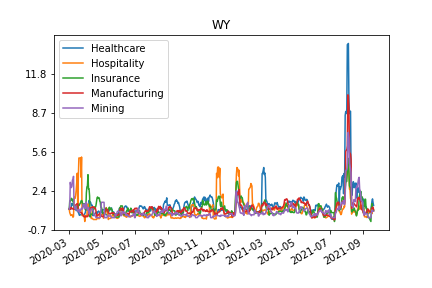 WY
Healthcare
Hospitality
Insurance
Manufacturing
Mining
11.8
8.7
5.6
2.4
-0.7
2020-03
2020-05
2020-07
2020-09
2020-11
2021-01
2021-03
2021-05
2021-07
2021-09